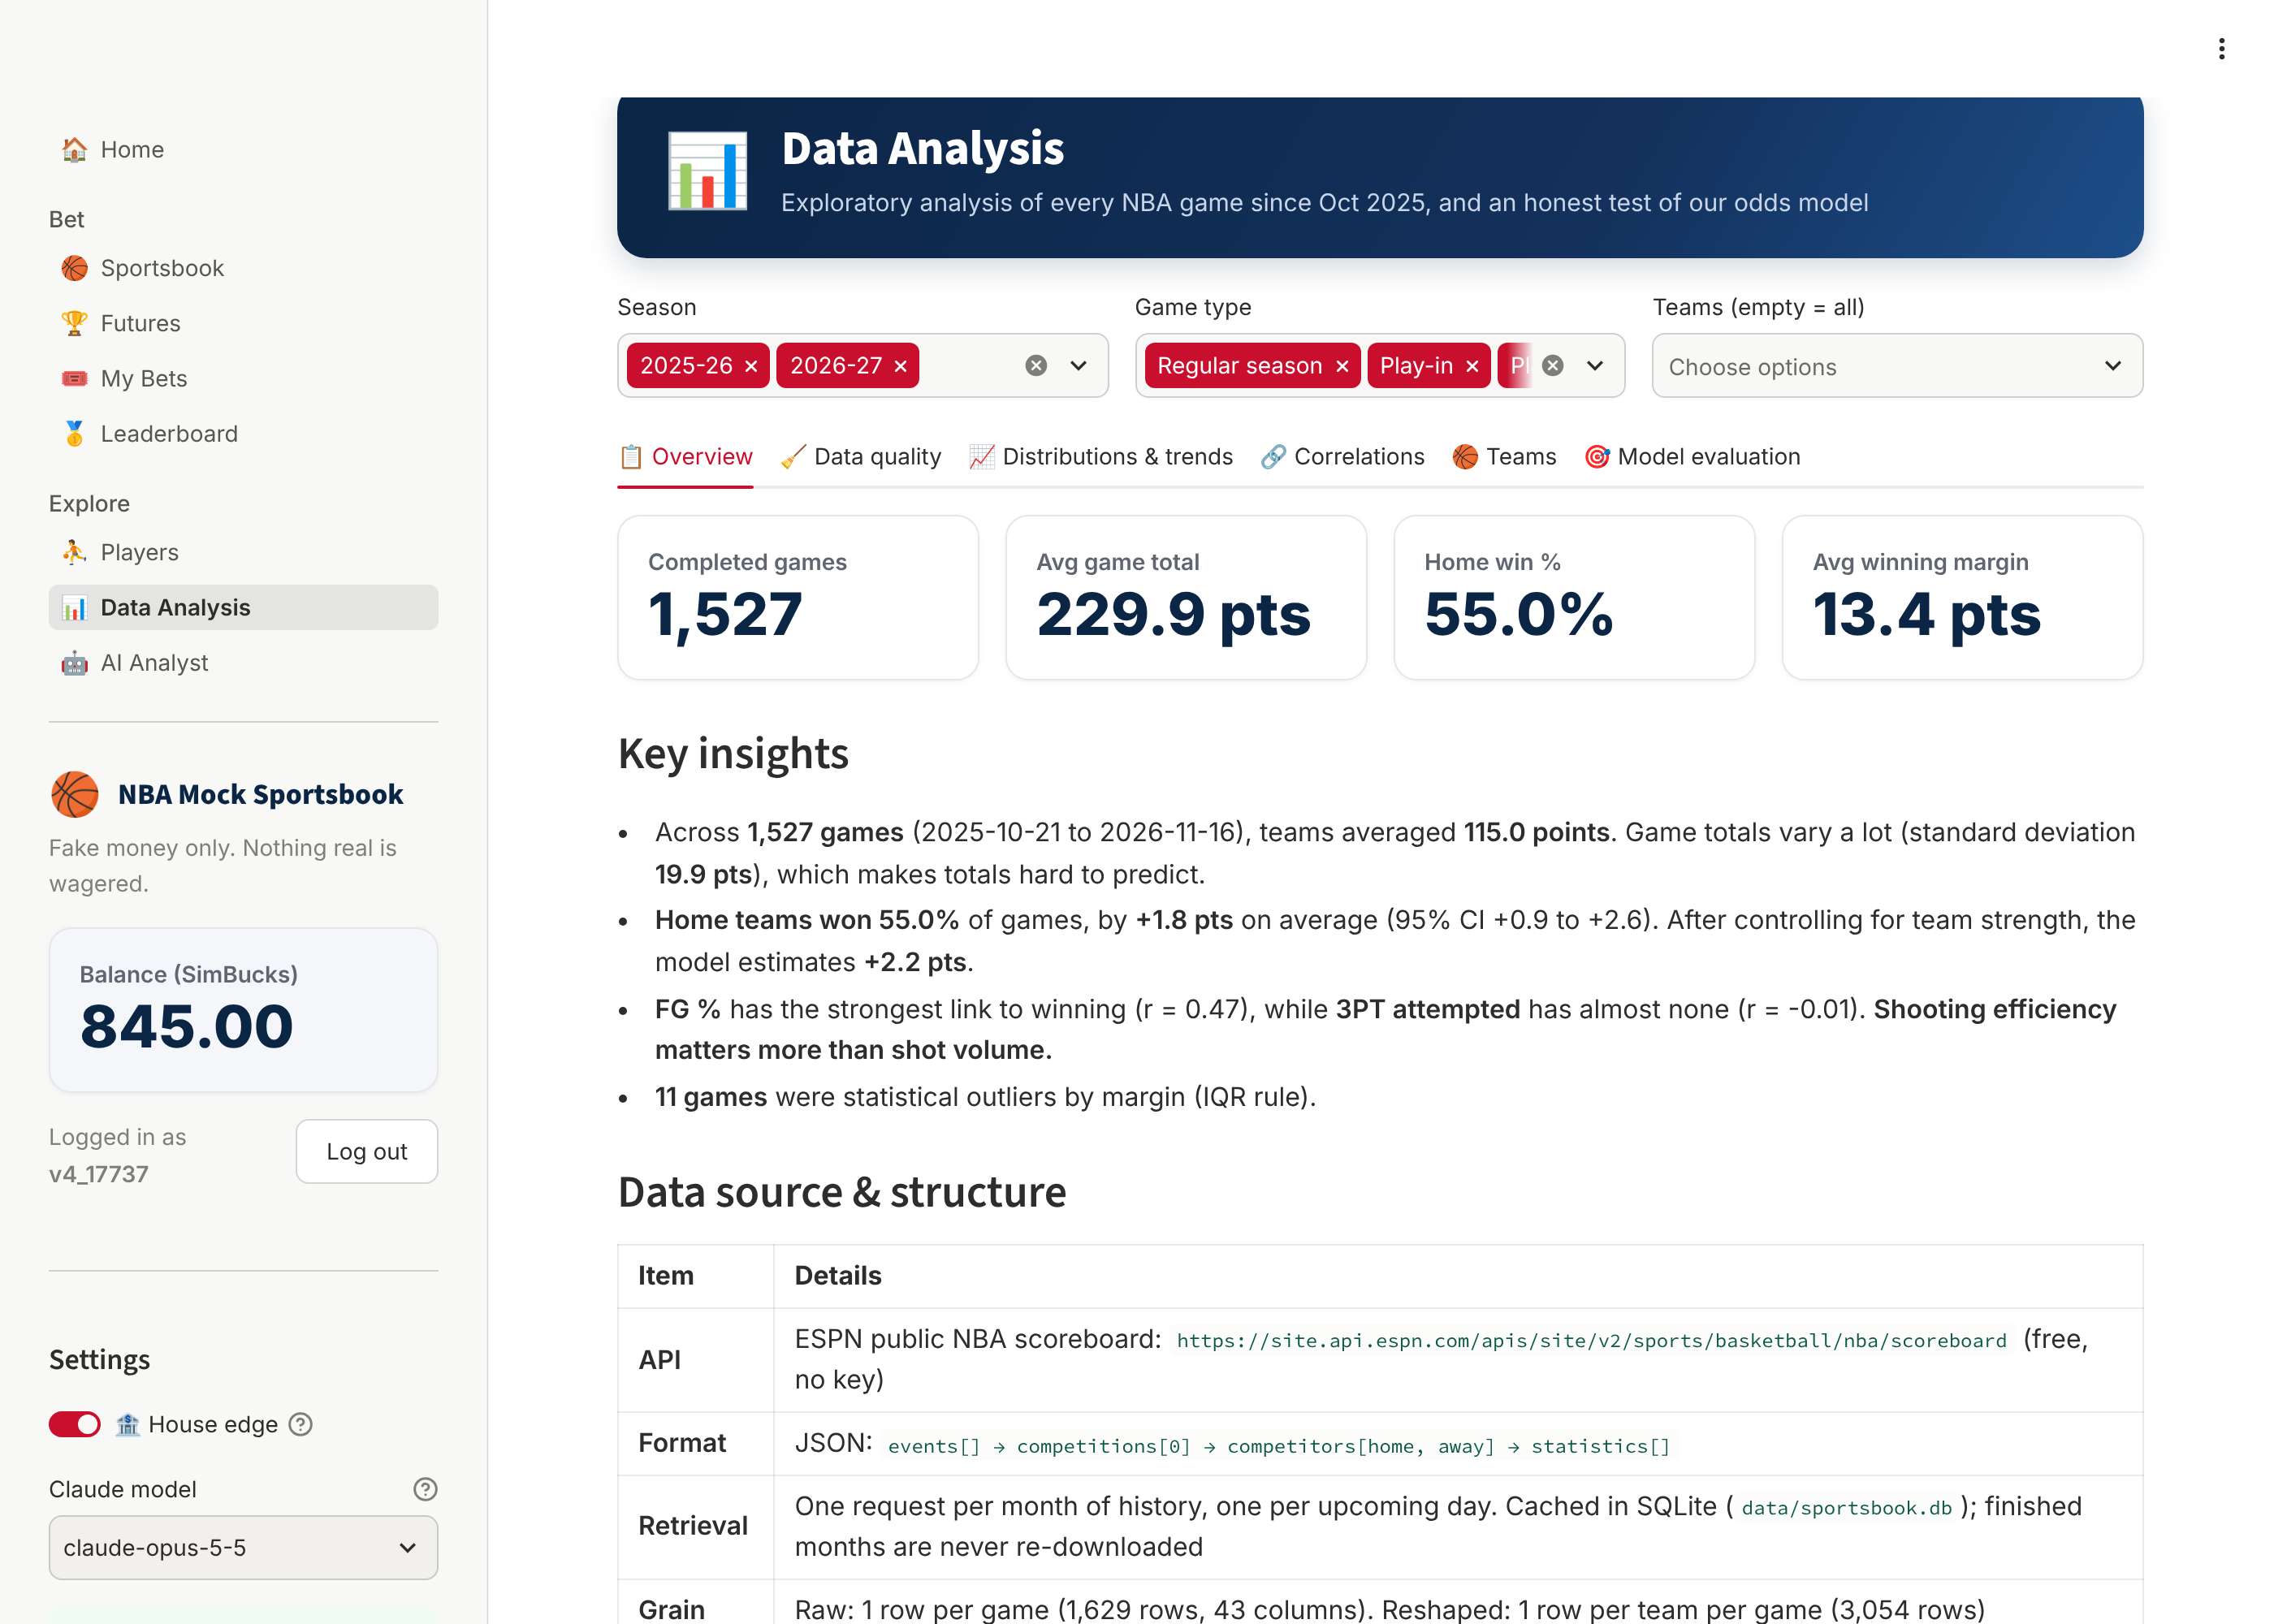 Home
Bet
Sportsbook
Futures
My Bets
Leaderboard
Explore
Players
Data Analysis
AI Analyst
NBA Mock Sportsbook
Fake money only. Nothing real is
wagered.
Balance (SimBucks)
845.00
Logged in as
v4_17737
Log out
Settings
House edge
Claude model
claude-opus-5-5
Data Analysis
Exploratory analysis of every NBA game since Oct 2025, and an honest test of our odds model
Season
2025-26
2026-27
Game type
Regular season
Play-in
Teams (empty = all)
Choose options
Overview
Data quality
Distributions & trends
Correlations
Teams
Model evaluation
Completed games
1,527
Avg game total
229.9 pts
Home win %
55.0%
Avg winning margin
13.4 pts
Key insights
Across 1,527 games (2025-10-21 to 2026-11-16), teams averaged 115.0 points. Game totals vary a lot (standard deviation
19.9 pts), which makes totals hard to predict.
Home teams won 55.0% of games, by +1.8 pts on average (95% CI +0.9 to +2.6). After controlling for team strength, the
model estimates +2.2 pts.
FG % has the strongest link to winning (r = 0.47), while 3PT attempted has almost none (r = -0.01). Shooting efficiency
matters more than shot volume.
11 games were statistical outliers by margin (IQR rule).
Data source & structure
Item Details
API ESPN public NBA scoreboard: https://site.api.espn.com/apis/site/v2/sports/basketball/nba/scoreboard (free,
no key)
Format JSON: events[] → competitions[0] → competitors[home, away] → statistics[]
Retrieval One request per month of history, one per upcoming day. Cached in SQLite ( data/sportsbook.db ); finished
months are never re-downloaded
Grain Raw: 1 row per game (1,629 rows, 43 columns). Reshaped: 1 row per team per game (3,054 rows)